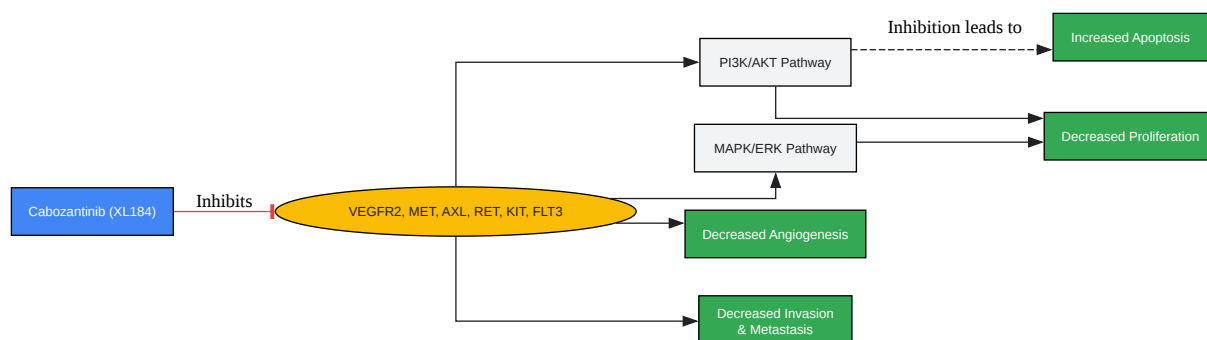 Inhibition leads to
Increased Apoptosis
PI3K/AKT Pathway
Decreased Proliferation
MAPK/ERK Pathway
Cabozantinib (XL184)
Inhibits
VEGFR2, MET, AXL, RET, KIT, FLT3
Decreased Angiogenesis
Decreased Invasion
& Metastasis